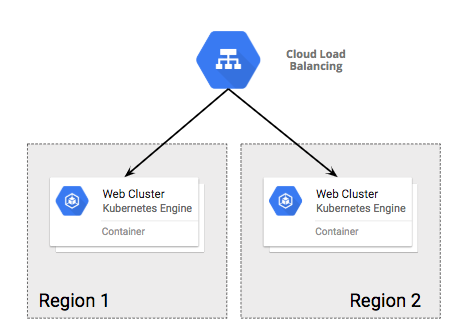 Cloud Load
Balancing
Web Cluster
Kubernetes Engine
Container
Region 1
Web Cluster
Kubernetes Engine
Container
Region 2